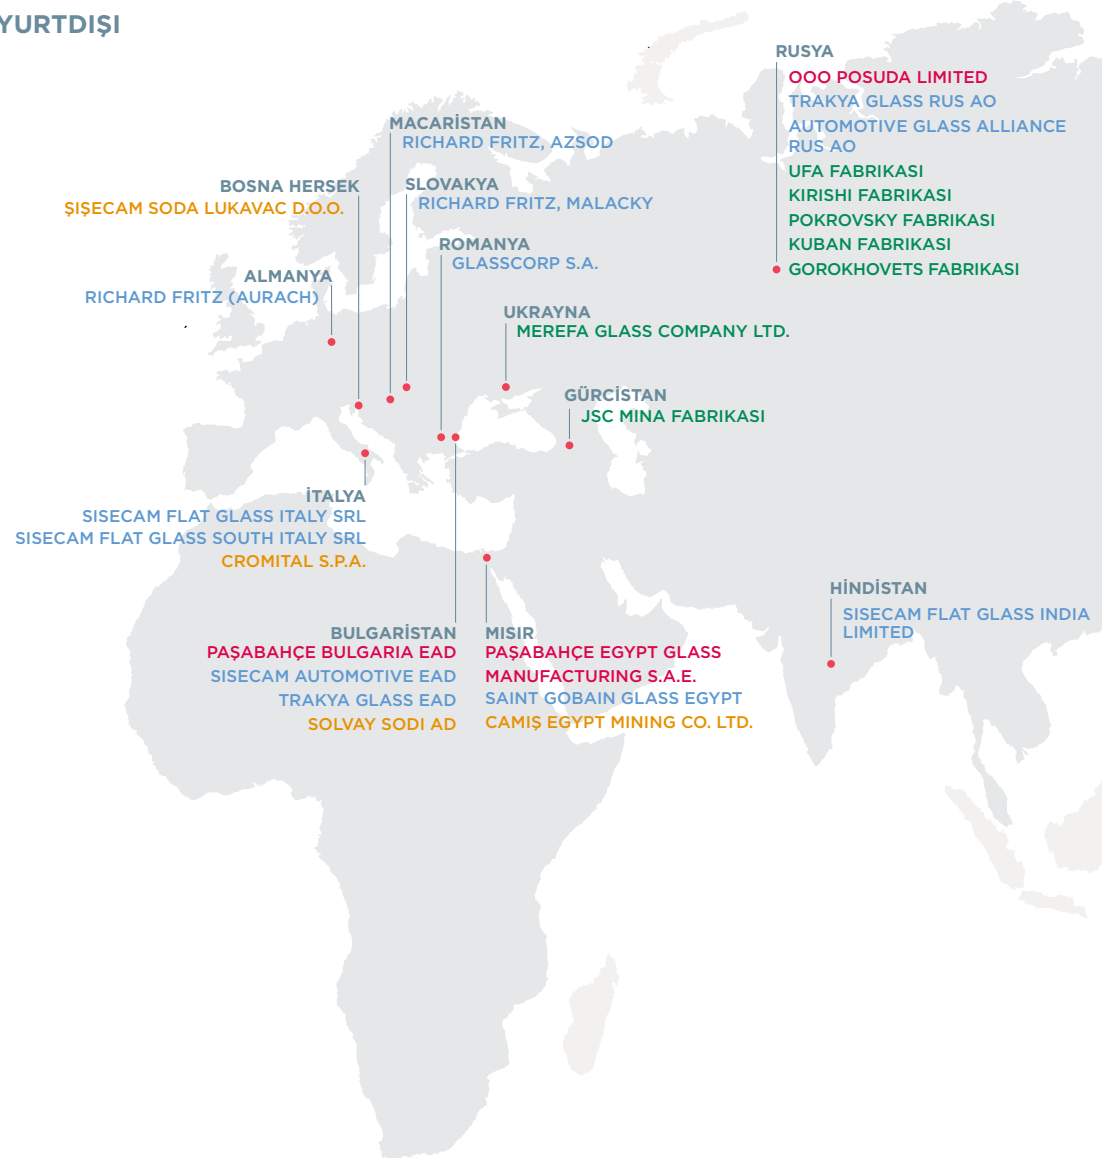 YURTDIŞI
RUSYA
OOO POSUDA LIMITED
TRAKYA GLASS RUS AO
AUTOMOTIVE GLASS ALLIANCE
RUS AO
UFA FABRIKASI
KIRISHI FABRIKASI
POKROVSKY FABRIKASI
KUBAN FABRIKASI
GOROKHOVETS FABRIKASI
MACARİSTAN
RICHARD FRITZ, AZSOD
BOSNA HERSEK
ŞIŞECAM SODA LUKAVAC D.O.O.
SLOVAKYA
RICHARD FRITZ, MALACKY
ROMANYA
GLASSCORP S.A.
ALMANYA
RICHARD FRITZ (AURACH)
UKRAYNA
MEREFA GLASS COMPANY LTD.
GÜRCİSTAN
JSC MINA FABRIKASI
İTALYA
SISECAM FLAT GLASS ITALY SRL
SISECAM FLAT GLASS SOUTH ITALY SRL
CROMITAL S.P.A.
HİNDİSTAN
SISECAM FLAT GLASS INDIA
LIMITED
BULGARİSTAN
PAŞABAHÇE BULGARIA EAD
SISECAM AUTOMOTIVE EAD
TRAKYA GLASS EAD
SOLVAY SODI AD
MISIR
PAŞABAHÇE EGYPT GLASS
MANUFACTURING S.A.E.
SAINT GOBAIN GLASS EGYPT
CAMIŞ EGYPT MINING CO. LTD.